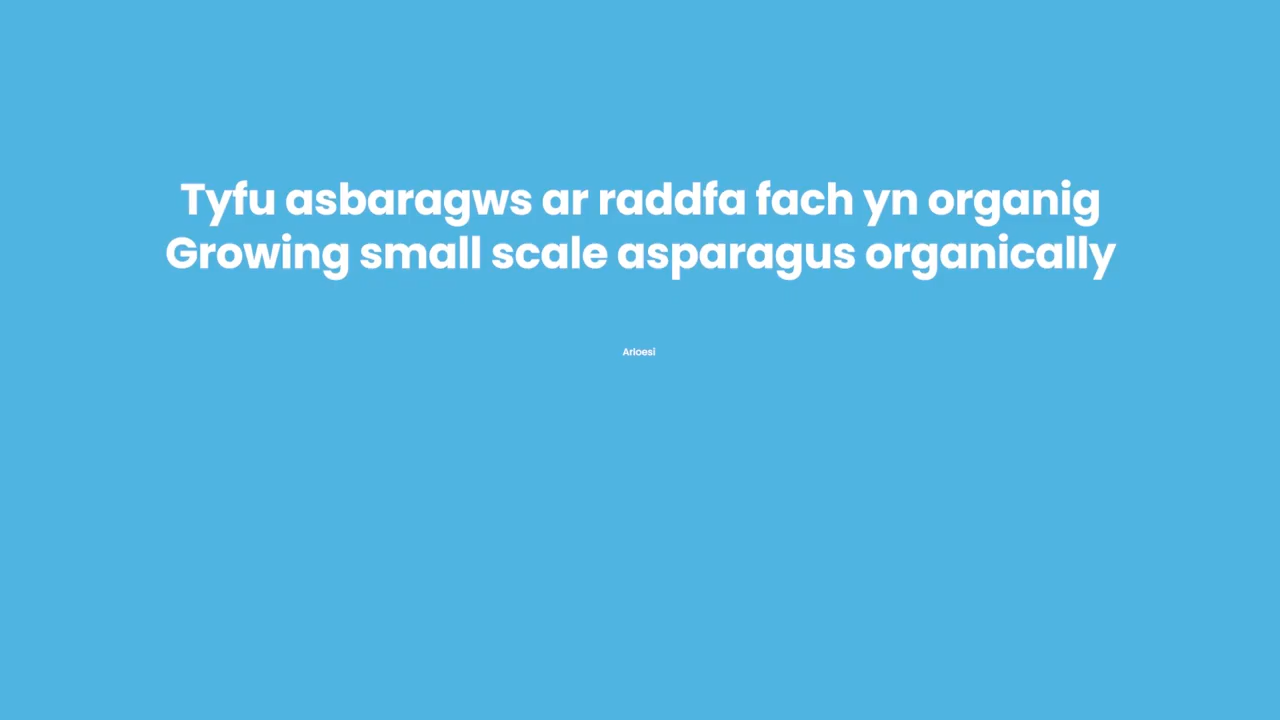 Tyfu asbaragws ar raddfa fach yn organig
Growing small scale asparagus organically
Arloesi